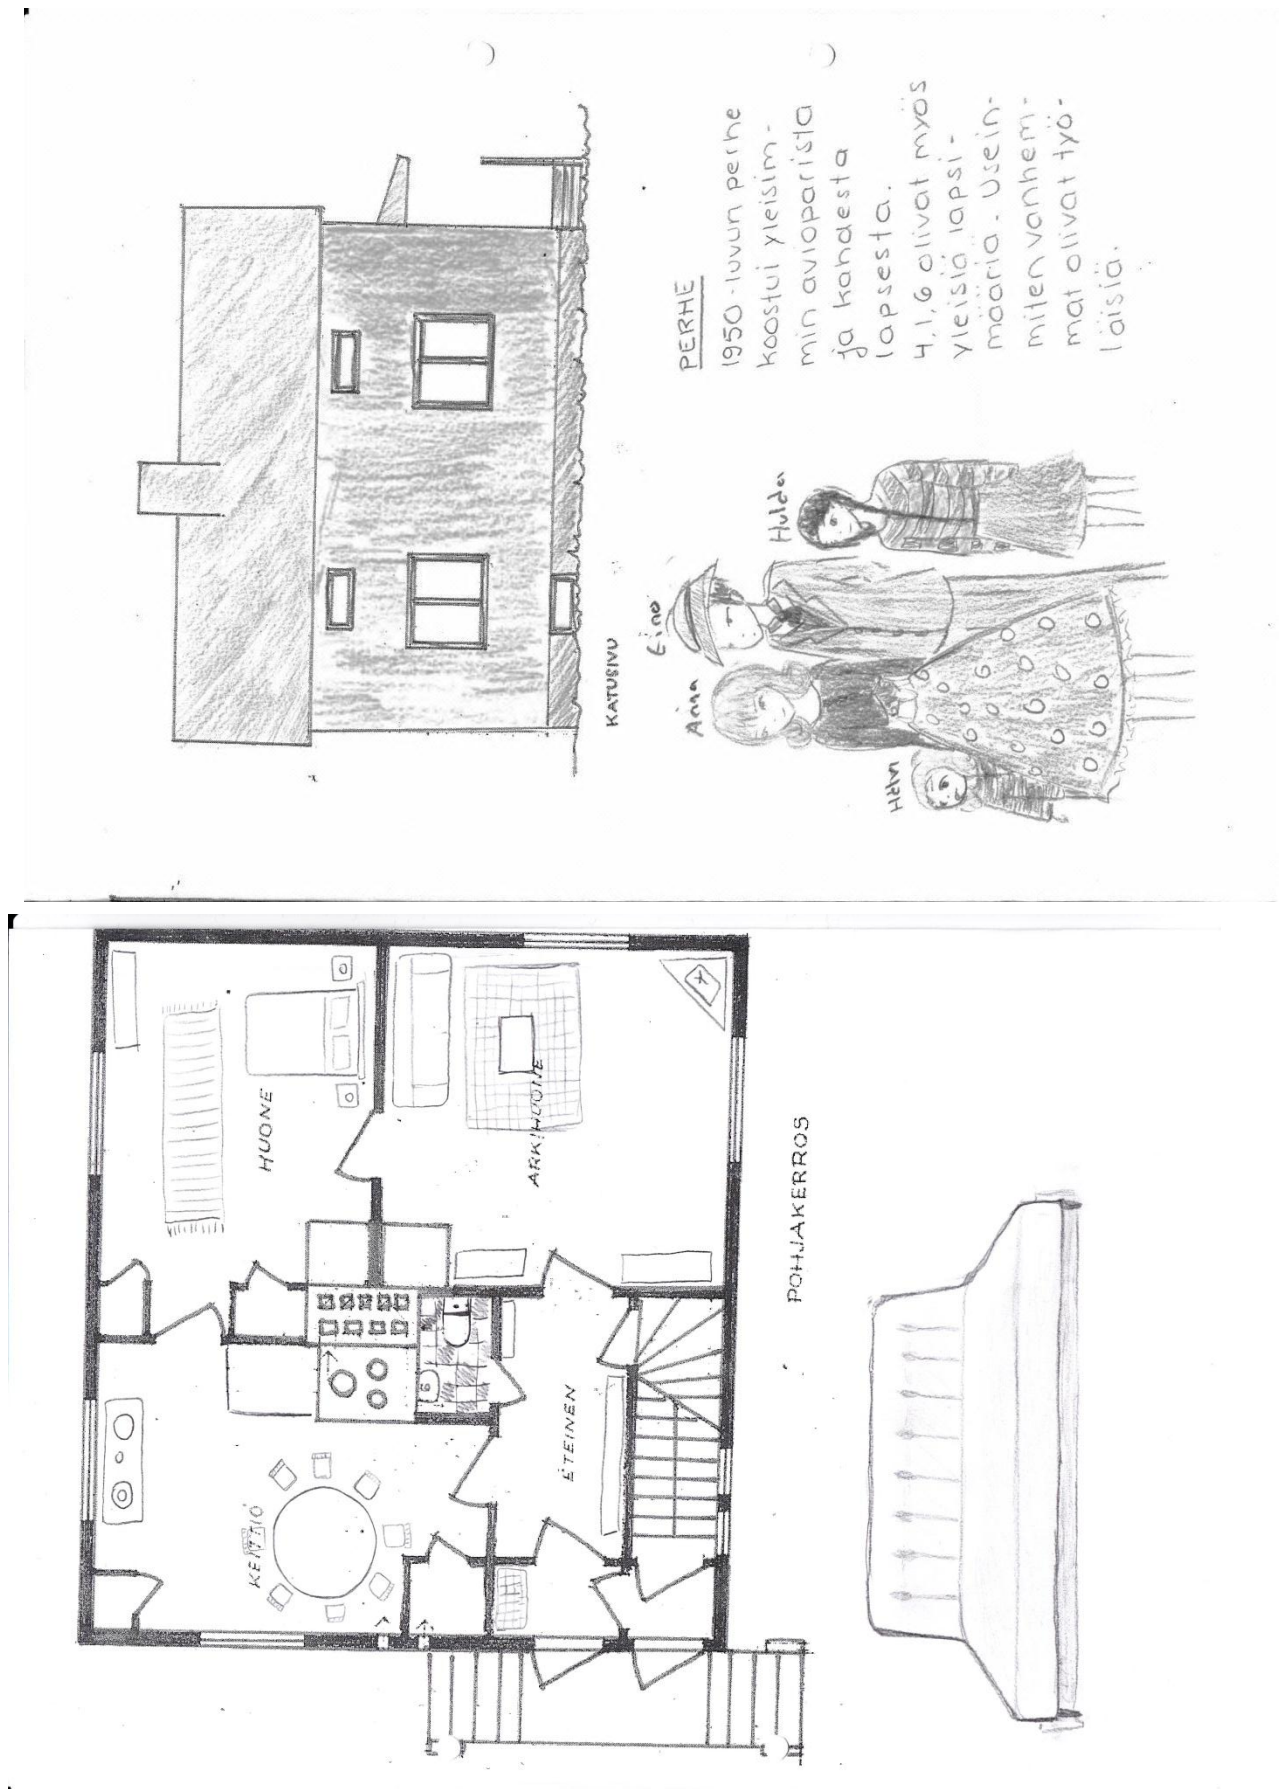 KATUSIVU
PERHE
1950-luvun perhe
koostui yleisim-
min avioparista
ja kahdesta
lapsesta.
4,1,6 olivat myös
yleisiä lapsi-
määriä. Usein-
miten vanhem-
mat olivat työ-
läisiä.
Anna
Eino
Hulda
HUONE
ARKIHUONE
KEITTIÖ
ETEINEN
POHJAKERROS